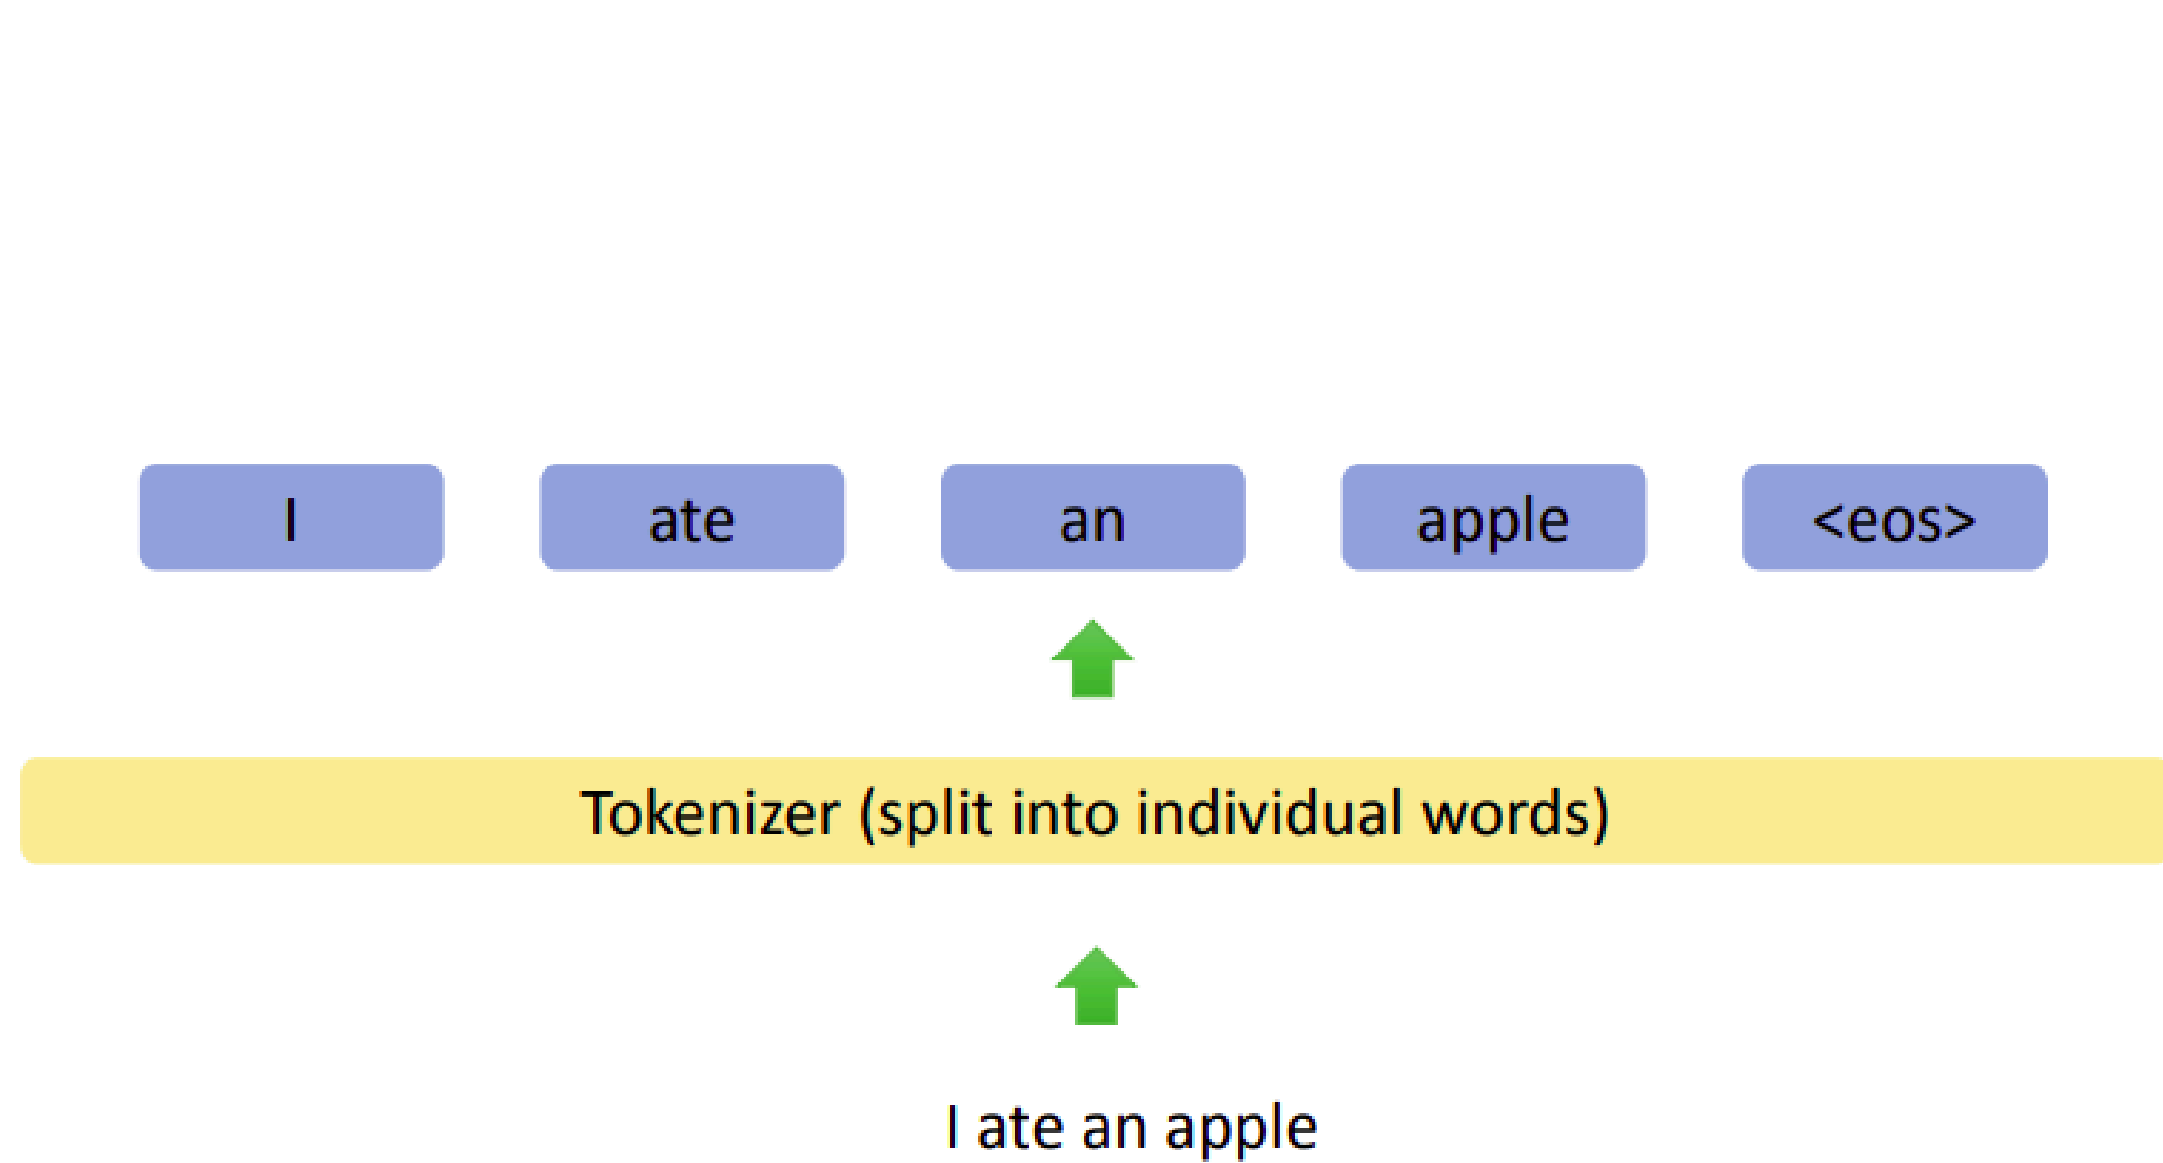 I ate an apple <eos>
Tokenizer (split into individual words)
I ate an apple